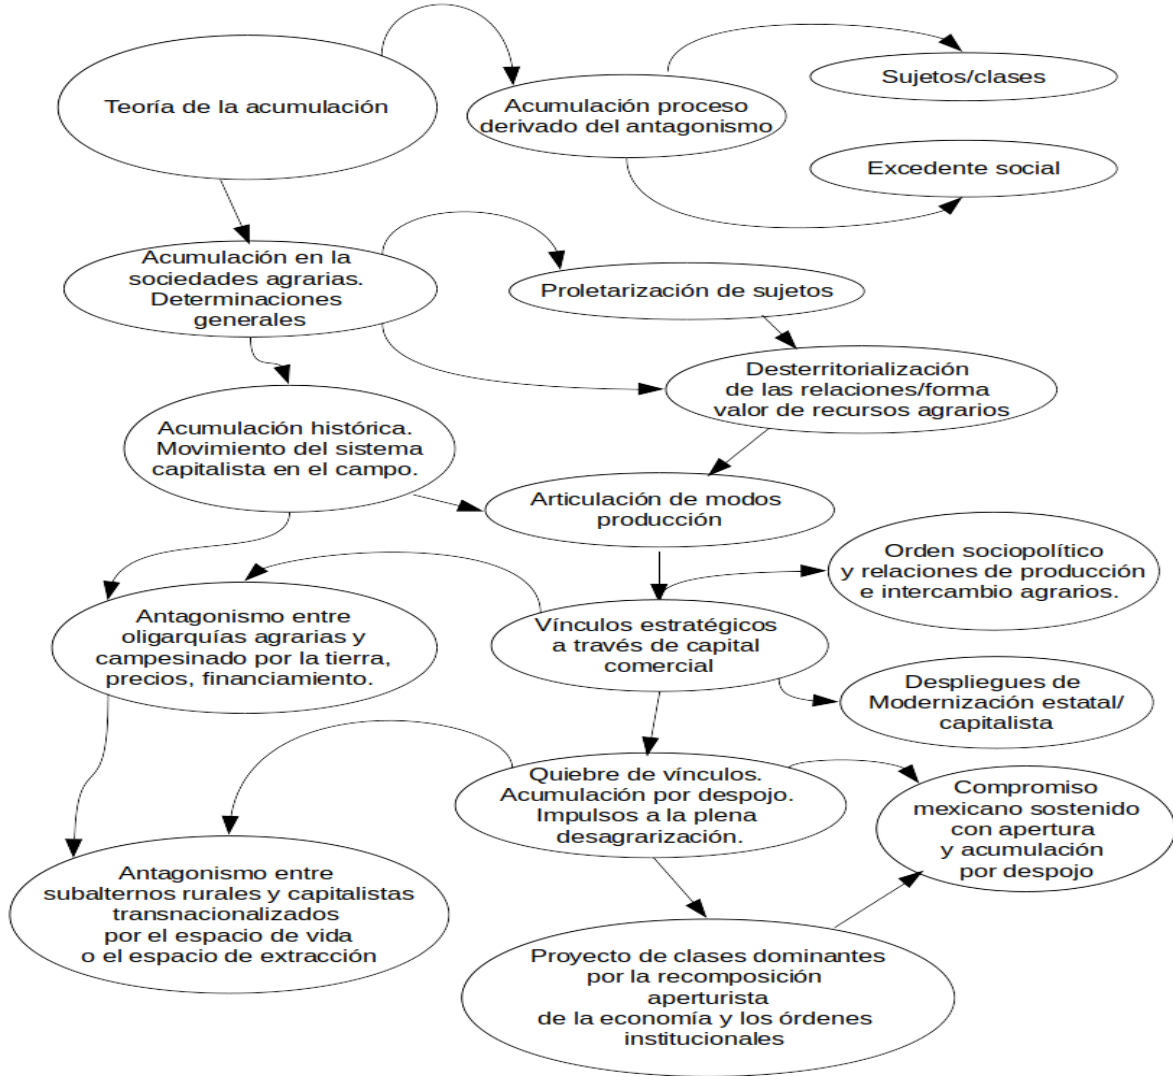 Teoría de la acumulación
Acumulación proceso
derivado del antagonismo
Sujetos/clases
Excedente social
Acumulación en la
sociedades agrarias.
Determinaciones
generales
Proletarización de sujetos
Desterritorialización
de las relaciones/forma
valor de recursos agrarios
Acumulación histórica.
Movimiento del sistema
capitalista en el campo.
Articulación de modos
producción
Orden sociopolítico
y relaciones de producción
e intercambio agrarios.
Antagonismo entre
oligarquías agrarias y
campesinado por la tierra,
precios, financiamiento.
Vínculos estratégicos
a través de capital
comercial
Despliegues de
Modernización estatal/
capitalista
Quiebre de vínculos.
Acumulación por despojo.
Impulsos a la plena
desagrarización.
Compromiso
mexicano sostenido
con apertura
y acumulación
por despojo
Antagonismo entre
subalternos rurales y capitalistas
transnacionalizados
por el espacio de vida
o el espacio de extracción
Proyecto de clases dominantes
por la recomposición
aperturista
de la economía y los órdenes
institucionales